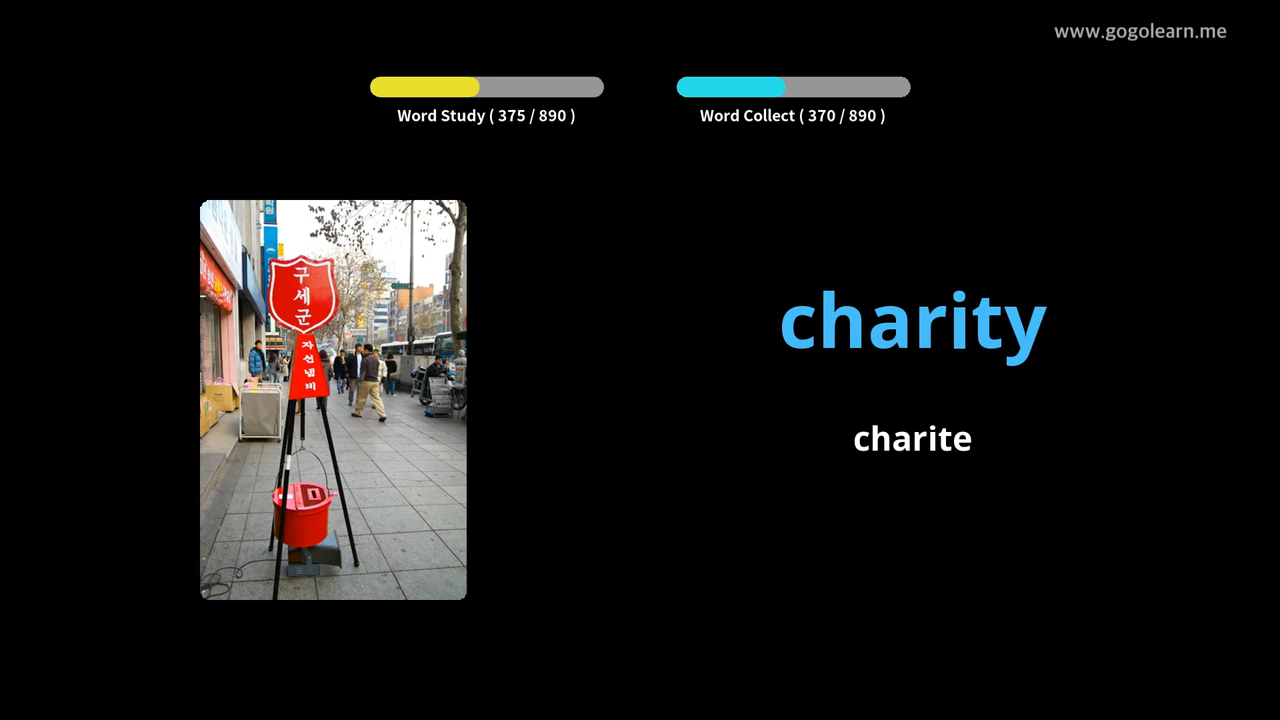 www.gogolearn.me
Word Study ( 375 / 890 )
Word Collect ( 370 / 890 )
구
세
군
자
선
냄
비
charity
charite